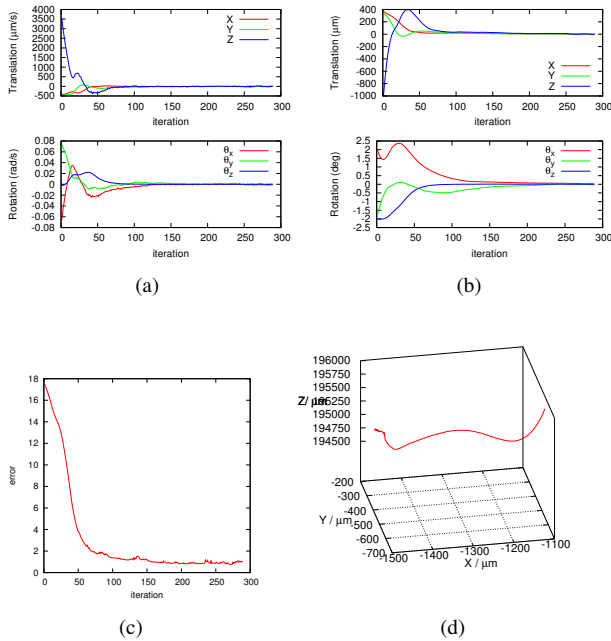 Translation (µm/s)
4000
3500
3000
2500
2000
1500
1000
500
0
-500
X
Y
Z
0 50 100 150 200 250 300
iteration
Rotation (rad/s)
0.08
0.06
0.04
0.02
0
-0.02
-0.04
-0.06
-0.08
θx
θy
θz
0 50 100 150 200 250 300
iteration
(a)
Translation (µm)
400
200
0
-200
-400
-600
-800
-1000
X
Y
Z
0 50 100 150 200 250 300
iteration
Rotation (deg)
2.5
2
1.5
1
0.5
0
-0.5
-1
-1.5
-2
-2.5
θx
θy
θz
0 50 100 150 200 250 300
iteration
(b)
error
18
16
14
12
10
8
6
4
2
0
0 50 100 150 200 250 300
iteration
(c)
Z/ µm
196000
195750
195500
195250
195000
194750
194500
-200
-300
-400
-500
-600
-700
Y / µm
-1500
-1400
-1300
-1200
-1100
X / µm
(d)